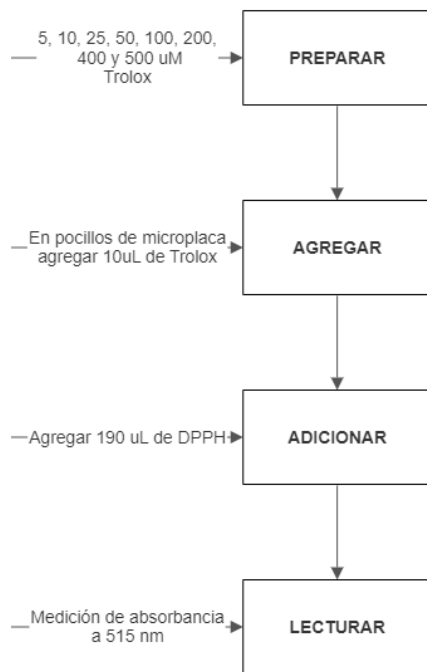 5, 10, 25, 50, 100, 200,
400 y 500 uM
Trolox
PREPARAR
En pocillos de microplaca
agregar 10uL de Trolox
AGREGAR
Agregar 190 uL de DPPH
ADICIONAR
Medición de absorbancia
a 515 nm
LECTURAR